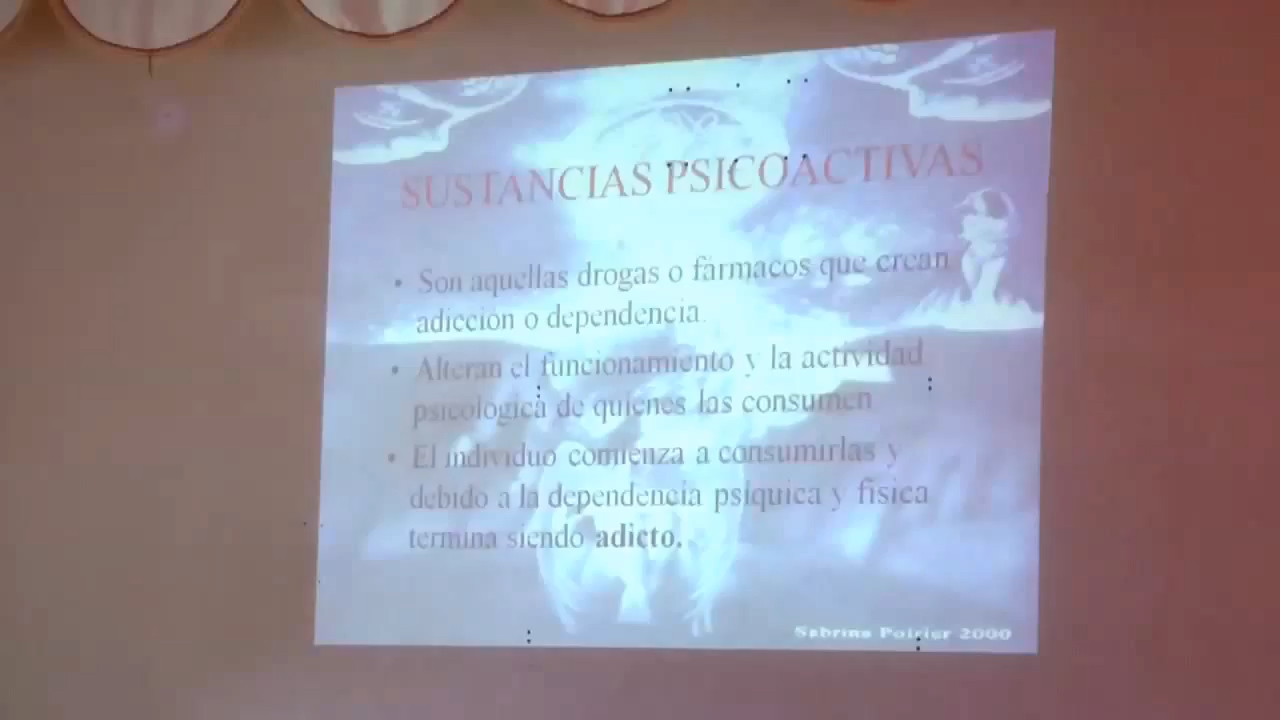 SUSTANCIAS PSICOACTIVAS
• Son aquellas drogas o fármacos que crean
adicción o dependencia.
• Alteran el funcionamiento y la actividad
psicológica de quienes las consumen
• El individuo comienza a consumirlas y
debido a la dependencia psíquica y física
termina siendo adicto.
Sabrina Poirier 2000